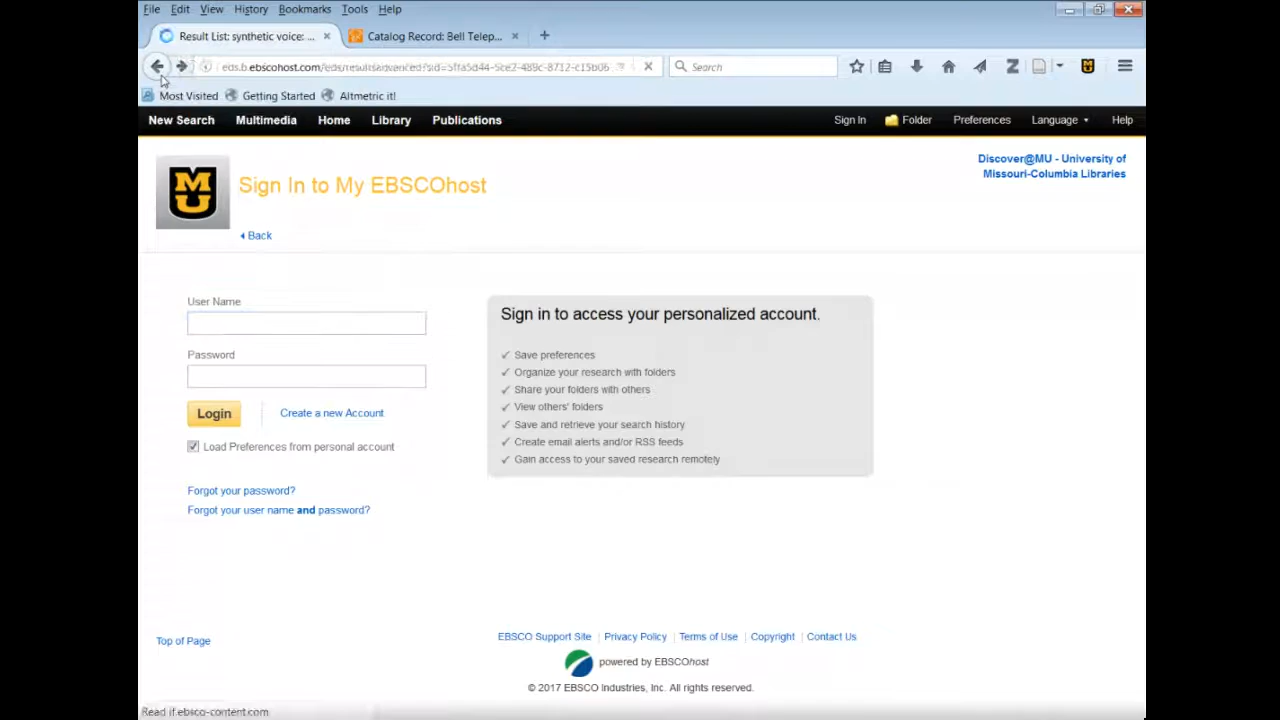 File Edit View History Bookmarks Tools Help
Result List: synthetic voice: ... × Catalog Record: Bell Telep... ×
Search
Most Visited Getting Started Altmetric it!
New Search Multimedia Home Library Publications Sign In Folder Preferences Language Help
Discover@MU - University of
Missouri-Columbia Libraries
MU
Sign In to My EBSCOhost
Back
User Name
Password
Login Create a new Account
Load Preferences from personal account
Forgot your password?
Forgot your user name and password?
Sign in to access your personalized account.
Save preferences
Organize your research with folders
Share your folders with others
View others' folders
Save and retrieve your search history
Create email alerts and/or RSS feeds
Gain access to your saved research remotely
Top of Page
EBSCO Support Site | Privacy Policy | Terms of Use | Copyright | Contact Us
powered by EBSCOhost
© 2017 EBSCO Industries, Inc. All rights reserved.
Read if.ebsco-content.com